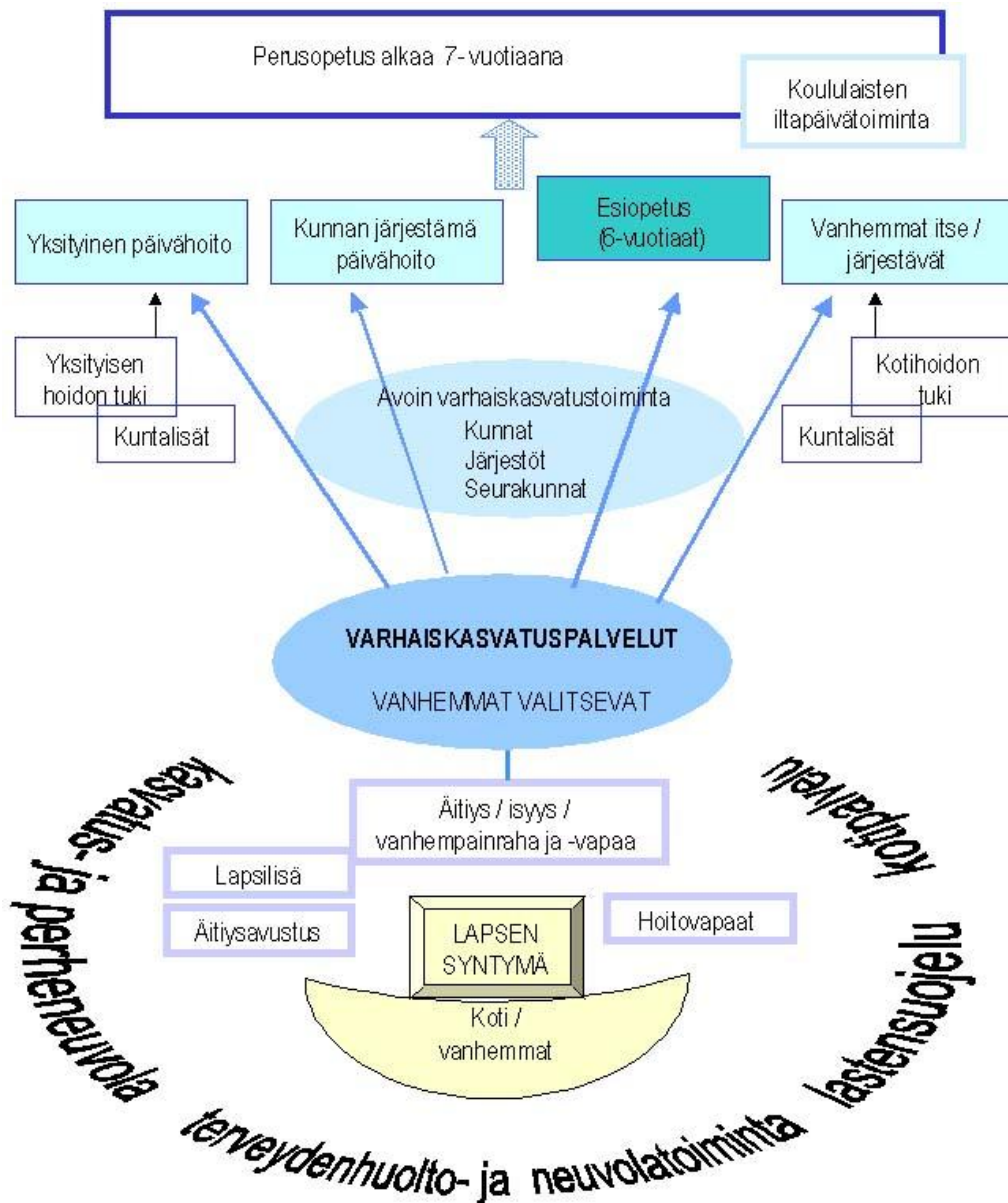 Perusopetus alkaa 7- vuotiaana
Koululaisten
iltapäivätoiminta
Yksityinen päivähoito
Kunnan järjestämä
päivähoito
Esiopetus
(6-vuotiaat)
Vanhemmat itse /
järjestävät
Yksityisen
hoidon tuki
Kuntalisät
Avoin varhaiskasvatustoiminta
Kunnat
Järjestöt
Seurakunnat
Kotihoidon
tuki
Kuntalisät
VARHAISKASVATUSPALVELUT
VANHEMMAT VALITSEVAT
Äitiys / isyys /
vanhempainraha ja -vapaa
Lapsilisä
Äitiysavustus
Hoitovapaat
LAPSEN
SYNTYMÄ
Koti /
vanhemmat
kasvatus- ja perheneuvola terveydenhuolto- ja neuvolatoiminta lastensuojelu kotipalvelu